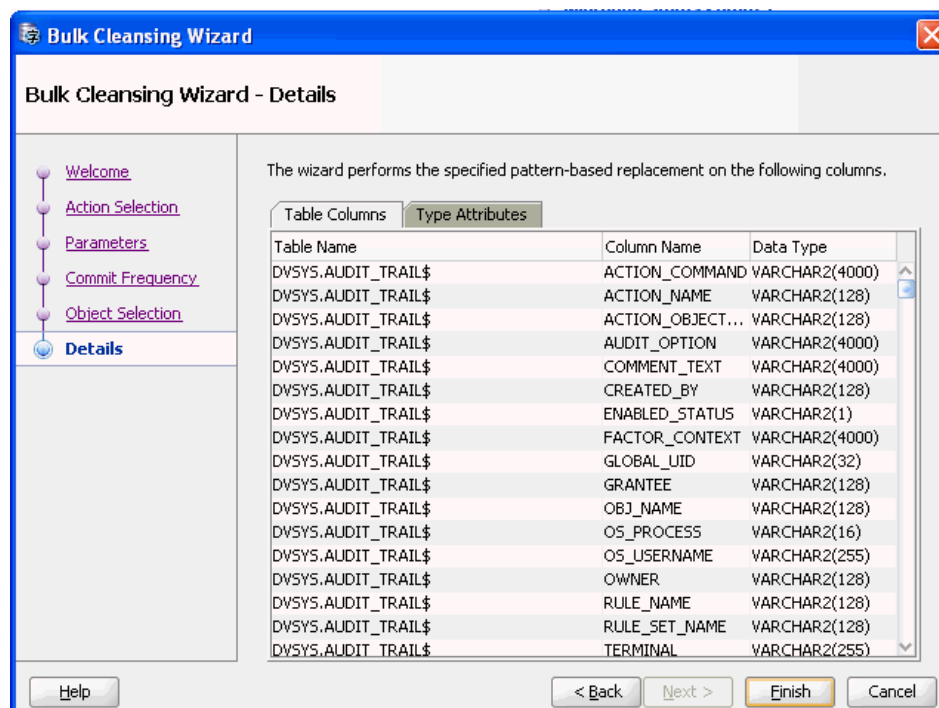 Bulk Cleansing Wizard
Bulk Cleansing Wizard - Details
Welcome
Action Selection
Parameters
Commit Frequency
Object Selection
Details
The wizard performs the specified pattern-based replacement on the following columns.
Table Columns Type Attributes
Table Name Column Name Data Type
DVSYS.AUDIT_TRAIL$ ACTION_COMMAND VARCHAR2(4000)
DVSYS.AUDIT_TRAIL$ ACTION_NAME VARCHAR2(128)
DVSYS.AUDIT_TRAIL$ ACTION_OBJECT... VARCHAR2(128)
DVSYS.AUDIT_TRAIL$ AUDIT_OPTION VARCHAR2(4000)
DVSYS.AUDIT_TRAIL$ COMMENT_TEXT VARCHAR2(4000)
DVSYS.AUDIT_TRAIL$ CREATED_BY VARCHAR2(128)
DVSYS.AUDIT_TRAIL$ ENABLED_STATUS VARCHAR2(1)
DVSYS.AUDIT_TRAIL$ FACTOR_CONTEXT VARCHAR2(4000)
DVSYS.AUDIT_TRAIL$ GLOBAL_UID VARCHAR2(32)
DVSYS.AUDIT_TRAIL$ GRANTEE VARCHAR2(128)
DVSYS.AUDIT_TRAIL$ OBJ_NAME VARCHAR2(128)
DVSYS.AUDIT_TRAIL$ OS_PROCESS VARCHAR2(16)
DVSYS.AUDIT_TRAIL$ OS_USERNAME VARCHAR2(255)
DVSYS.AUDIT_TRAIL$ OWNER VARCHAR2(128)
DVSYS.AUDIT_TRAIL$ RULE_NAME VARCHAR2(128)
DVSYS.AUDIT_TRAIL$ RULE_SET_NAME VARCHAR2(128)
DVSYS.AUDIT_TRAIL$ TERMINAL VARCHAR2(255)
Help < Back Next > Finish Cancel